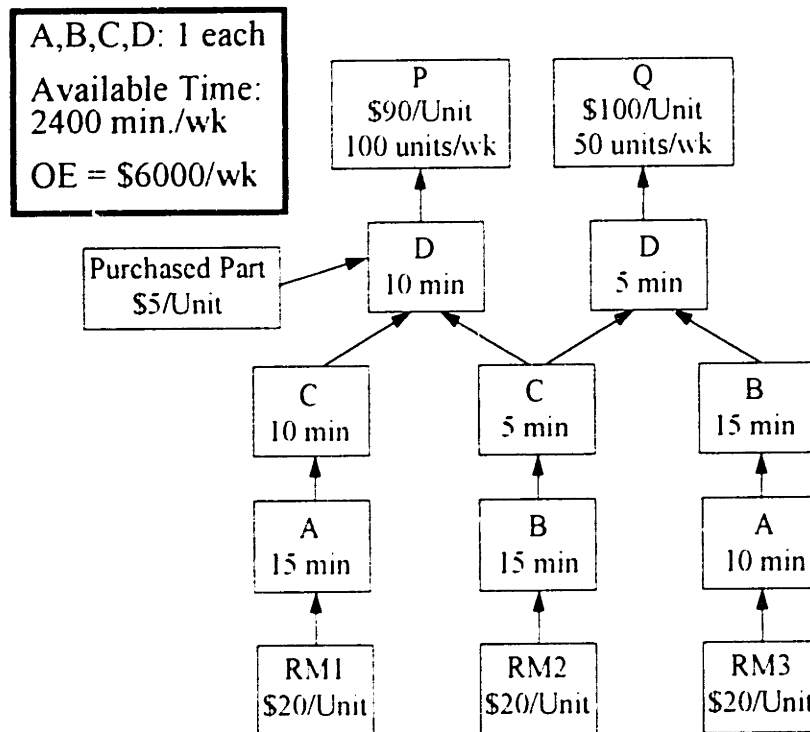 A,B,C,D: 1 each
Available Time:
2400 min./wk
OE = $6000/wk
P
$90/Unit
100 units/wk
Q
$100/Unit
50 units/wk
Purchased Part
$5/Unit
D
10 min
D
5 min
C
10 min
C
5 min
B
15 min
A
15 min
B
15 min
A
10 min
RM1
$20/Unit
RM2
$20/Unit
RM3
$20/Unit